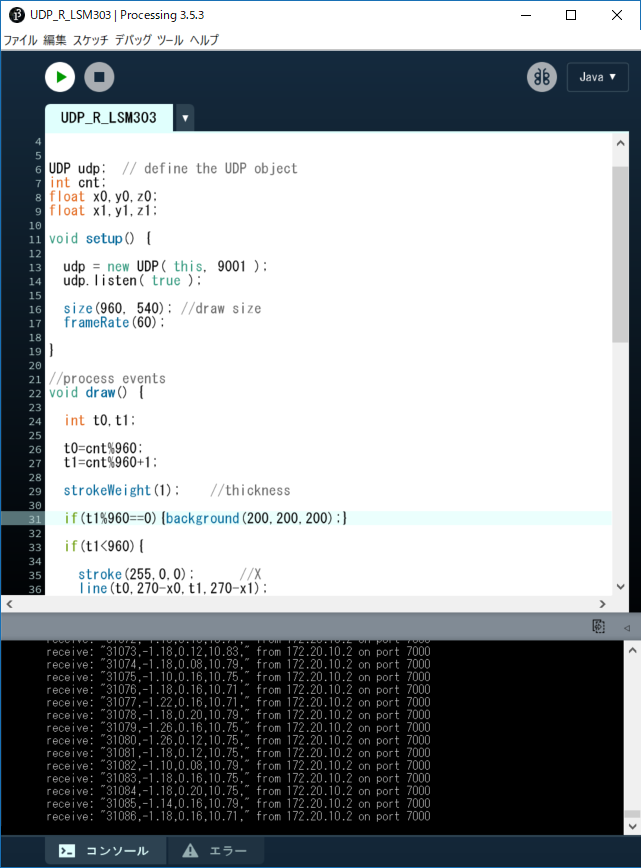 UDP_R_LSM303 | Processing 3.5.3
ファイル 編集 スケッチ デバッグ ツール ヘルプ
Java ▼
UDP_R_LSM303 ▼
4
5
6 UDP udp;  // define the UDP object
7 int cnt;
8 float x0,y0,z0;
9 float x1,y1,z1;
10
11 void setup() {
12
13   udp = new UDP( this, 9001 );
14   udp.listen( true );
15
16   size(960, 540); //draw size
17   frameRate(60);
18
19 }
20
21 //process events
22 void draw() {
23
24   int t0,t1;
25
26   t0=cnt%960;
27   t1=cnt%960+1;
28
29   strokeWeight(1);    //thickness
30
31   if(t1%960==0){background(200,200,200);}
32
33   if(t1<960){
34
35     stroke(255,0,0);      //X
36     line(t0,270-x0,t1,270-x1);
receive: "31073,-1.18,0.12,10.83," from 172.20.10.2 on port 7000
receive: "31074,-1.18,0.08,10.79," from 172.20.10.2 on port 7000
receive: "31075,-1.10,0.16,10.75," from 172.20.10.2 on port 7000
receive: "31076,-1.18,0.16,10.71," from 172.20.10.2 on port 7000
receive: "31077,-1.22,0.16,10.71," from 172.20.10.2 on port 7000
receive: "31078,-1.18,0.20,10.79," from 172.20.10.2 on port 7000
receive: "31079,-1.26,0.16,10.75," from 172.20.10.2 on port 7000
receive: "31080,-1.26,0.12,10.75," from 172.20.10.2 on port 7000
receive: "31081,-1.18,0.12,10.75," from 172.20.10.2 on port 7000
receive: "31082,-1.10,0.08,10.79," from 172.20.10.2 on port 7000
receive: "31083,-1.18,0.16,10.75," from 172.20.10.2 on port 7000
receive: "31084,-1.18,0.20,10.75," from 172.20.10.2 on port 7000
receive: "31085,-1.14,0.16,10.79," from 172.20.10.2 on port 7000
receive: "31086,-1.18,0.16,10.71," from 172.20.10.2 on port 7000
コンソール エラー